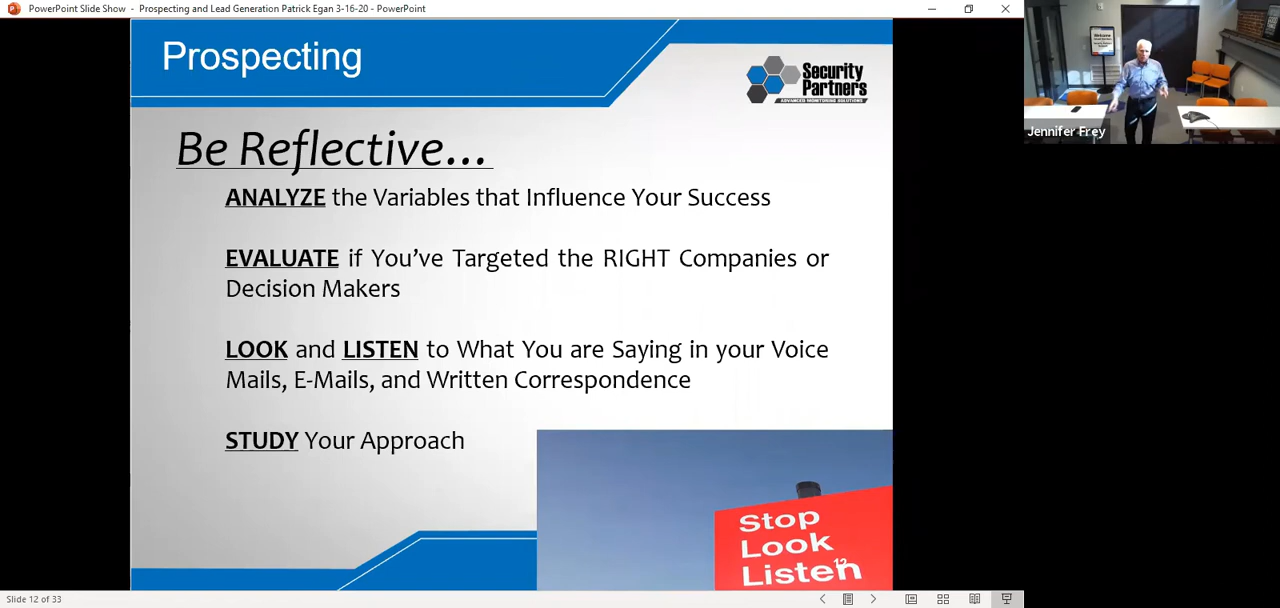 PowerPoint Slide Show - Prospecting and Lead Generation Patrick Egan 3-16-20 - PowerPoint
Prospecting
Security
Partners
ADVANCED MONITORING SOLUTIONS
Be Reflective...
ANALYZE the Variables that Influence Your Success
EVALUATE if You've Targeted the RIGHT Companies or
Decision Makers
LOOK and LISTEN to What You are Saying in your Voice
Mails, E-Mails, and Written Correspondence
STUDY Your Approach
Stop
Look
Listen
12
Welcome
Jennifer Frey
Slide 12 of 33